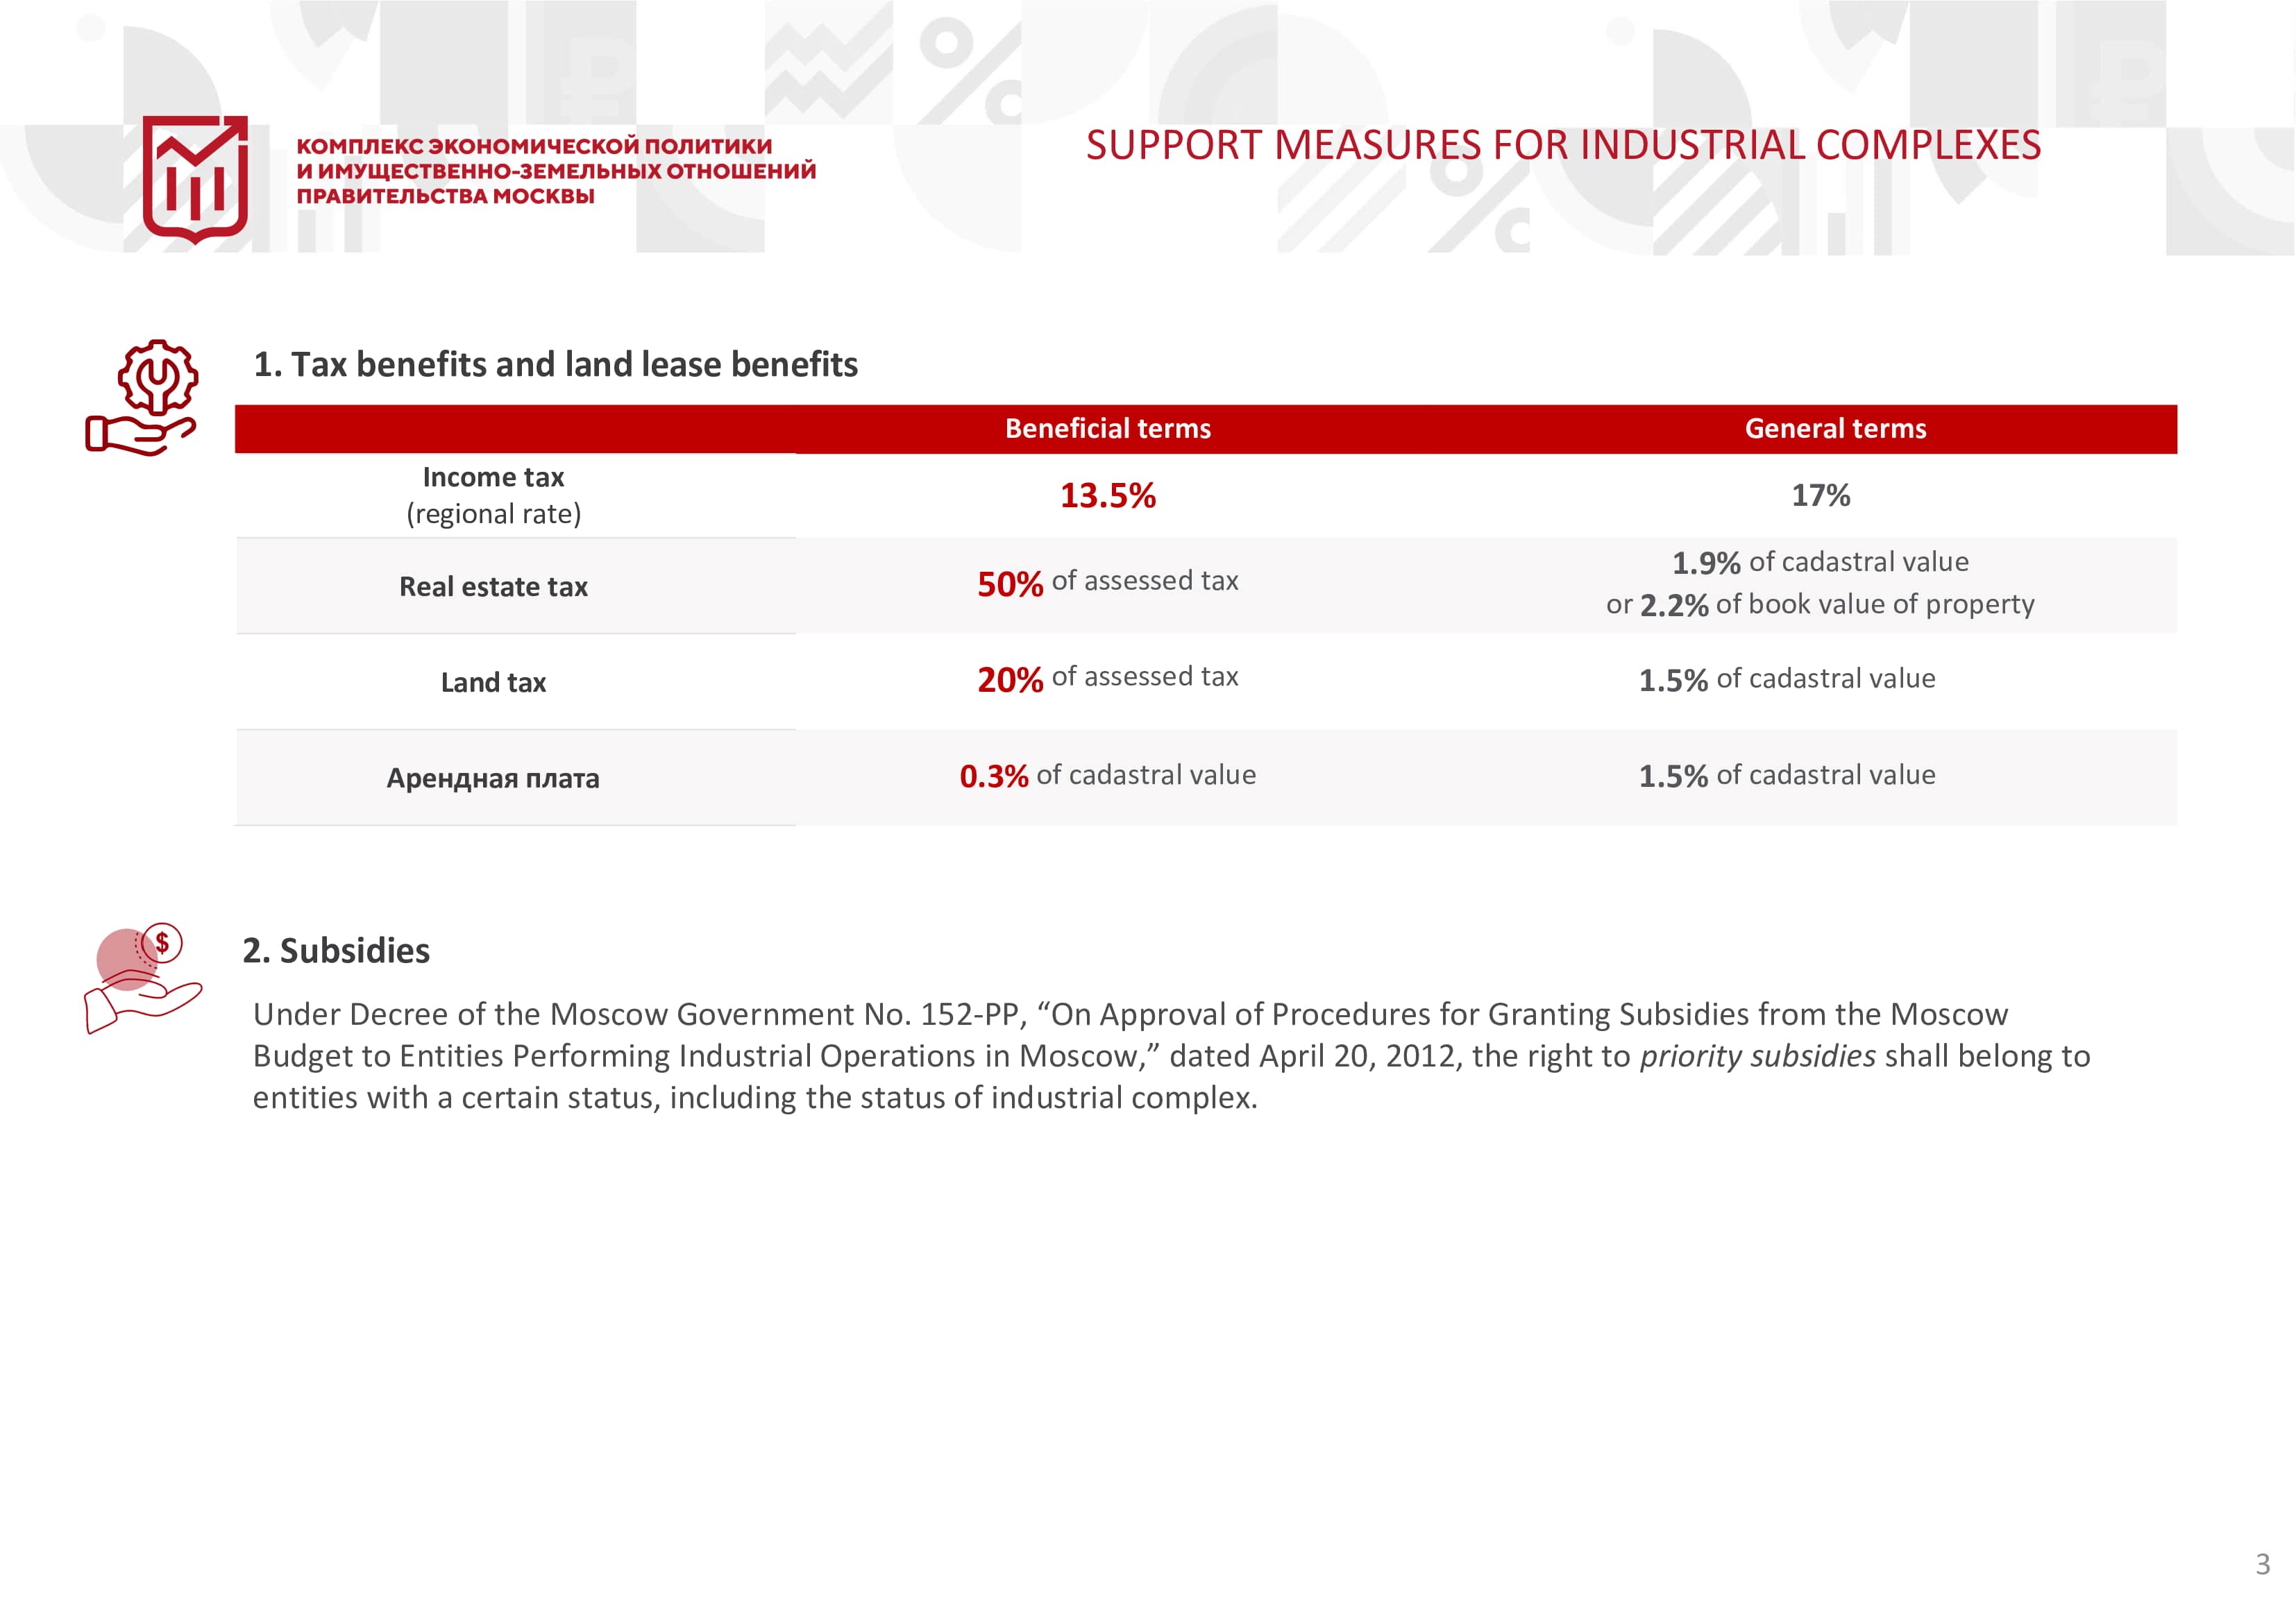 КОМПЛЕКС ЭКОНОМИЧЕСКОЙ ПОЛИТИКИ
И ИМУЩЕСТВЕННО-ЗЕМЕЛЬНЫХ ОТНОШЕНИЙ
ПРАВИТЕЛЬСТВА МОСКВЫ
SUPPORT MEASURES FOR INDUSTRIAL COMPLEXES
1. Tax benefits and land lease benefits
Beneficial terms General terms
Income tax
(regional rate)
13.5% 17%
Real estate tax
50% of assessed tax
1.9% of cadastral value
or 2.2% of book value of property
Land tax 20% of assessed tax 1.5% of cadastral value
Арендная плата 0.3% of cadastral value 1.5% of cadastral value
$
2. Subsidies
Under Decree of the Moscow Government No. 152-PP, “On Approval of Procedures for Granting Subsidies from the Moscow
Budget to Entities Performing Industrial Operations in Moscow,” dated April 20, 2012, the right to priority subsidies shall belong to
entities with a certain status, including the status of industrial complex.
3